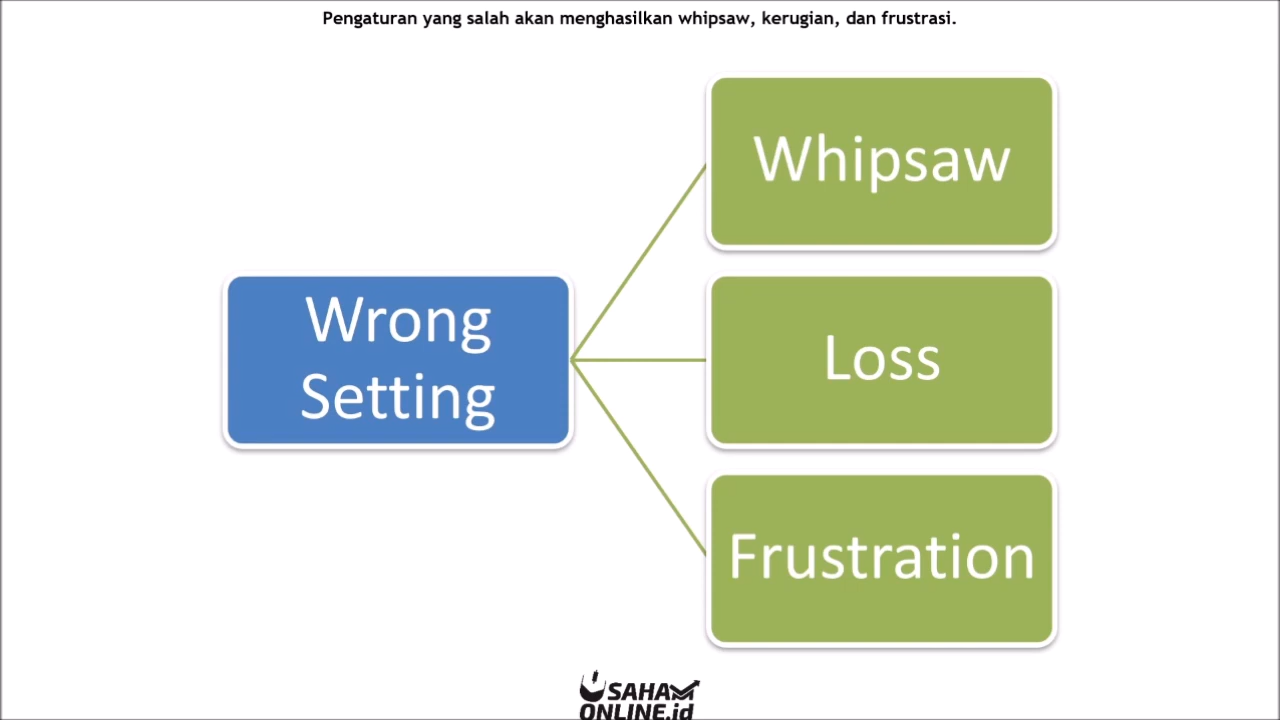 Pengaturan yang salah akan menghasilkan whipsaw, kerugian, dan frustrasi.
Whipsaw
Wrong
Setting
Loss
Frustration
SAHAM
ONLINE.id